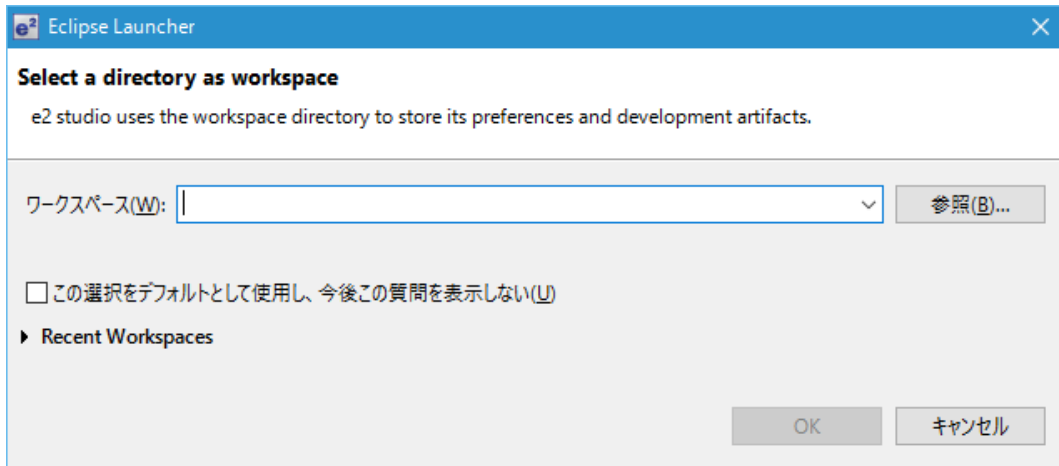 e² Eclipse Launcher
Select a directory as workspace
e2 studio uses the workspace directory to store its preferences and development artifacts.
ワークスペース(W): 参照(B)...
この選択をデフォルトとして使用し、今後この質問を表示しない(U)
Recent Workspaces
OK キャンセル